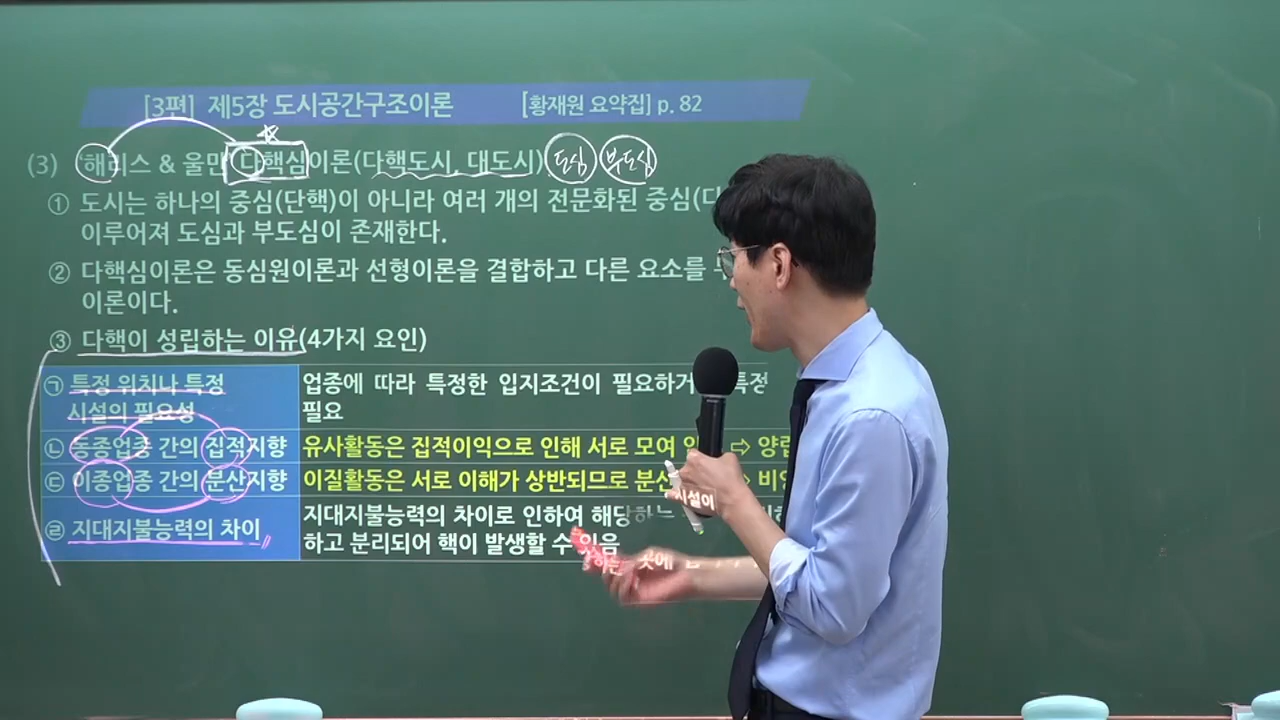 [3편] 제5장 도시공간구조이론 [황재원 요약집] p. 82
(3) '해리스 & 울만 다핵심이론(다핵도시, 대도시) 도심 부도심
① 도시는 하나의 중심(단핵)이 아니라 여러 개의 전문화된 중심(다
이루어져 도심과 부도심이 존재한다.
② 다핵심이론은 동심원이론과 선형이론을 결합하고 다른 요소를
이론이다.
③ 다핵이 성립하는 이유(4가지 요인)
㉠ 특정 위치나 특정
시설의 필요성
업종에 따라 특정한 입지조건이 필요하거 특정
필요
㉡ 동종업종 간의 집적지향 유사활동은 집적이익으로 인해 서로 모여 ⇨ 양립
㉢ 이종업종 간의 분산지향 이질활동은 서로 이해가 상반되므로 분산
㉣ 지대지불능력의 차이
지대지불능력의 차이로 인하여 해당하는 시설이
하고 분리되어 핵이 발생할 수 있음
곳에